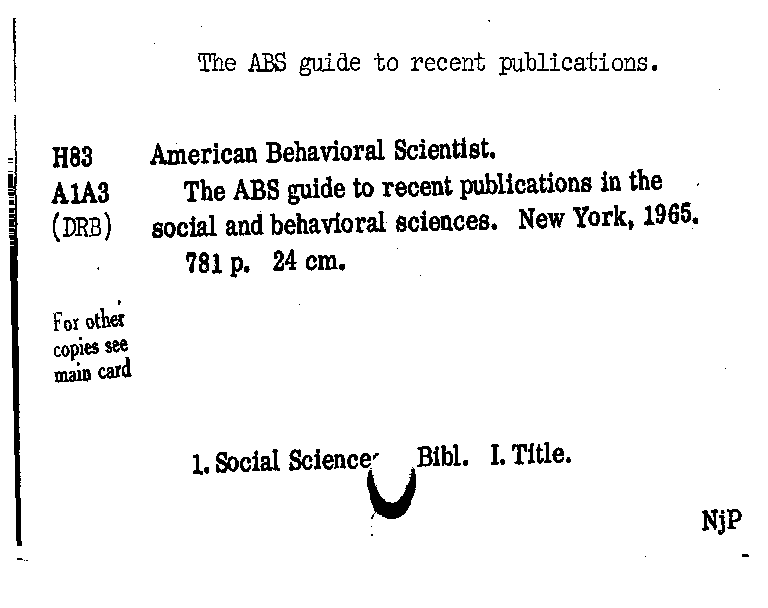 The ABS guide to recent publications.
H83 American Behavioral Scientist.
A1A3 The ABS guide to recent publications in the
(DRB) social and behavioral sciences. New York, 1965.
781 p. 24 cm.
For other
copies see
main card
1. Social Science Bibl. I. Title.
NjP